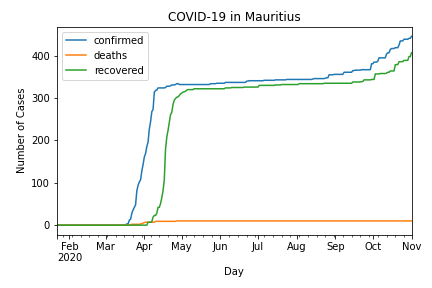 COVID-19 in Mauritius
confirmed
deaths
recovered
Number of Cases
400
300
200
100
0
Feb Mar Apr May Jun Jul Aug Sep Oct Nov
2020
Day